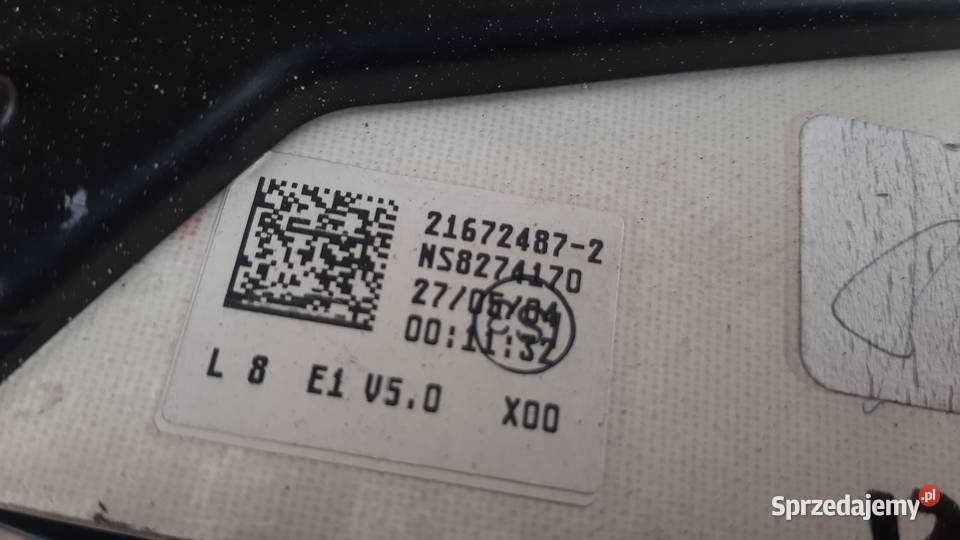 21672487-2
NS8274170
27/05/04
00:11:32
L 8 E1 V5.0 X00
Sprzedajemy.pl